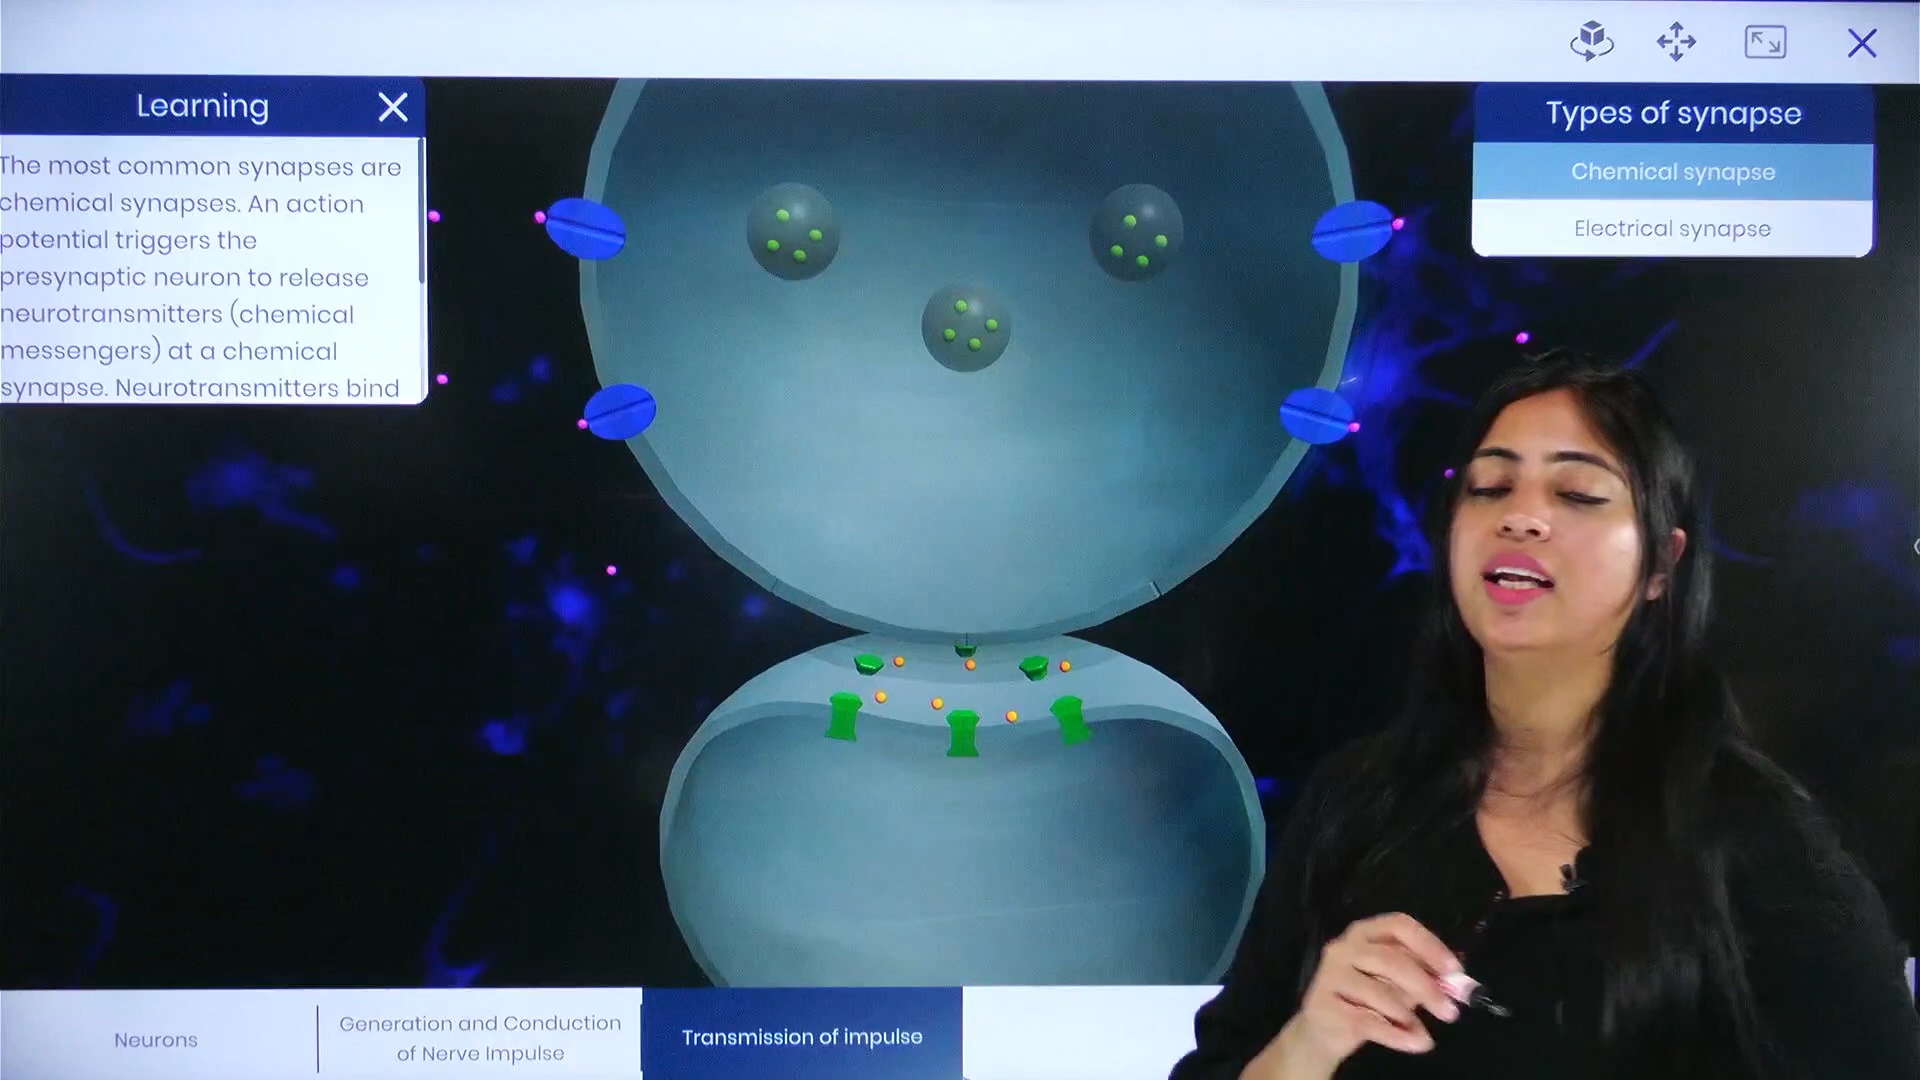 Learning
The most common synapses are
chemical synapses. An action
potential triggers the
presynaptic neuron to release
neurotransmitters (chemical
messengers) at a chemical
synapse. Neurotransmitters bind
Types of synapse
Chemical synapse
Electrical synapse
Neurons
Generation and Conduction
of Nerve Impulse
Transmission of impulse